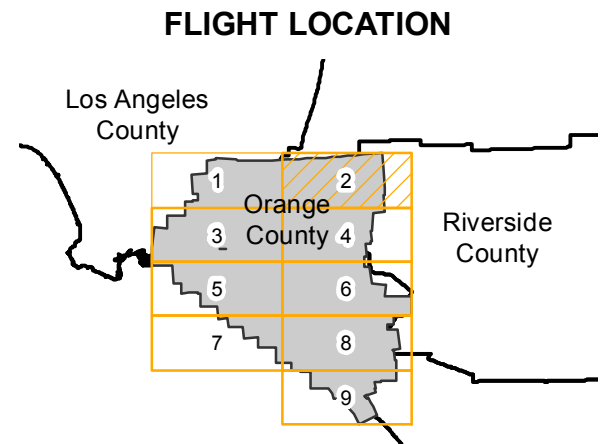 FLIGHT LOCATION
Los Angeles
County
1
2
Orange
County
3
4
Riverside
County
5
6
7
8
9